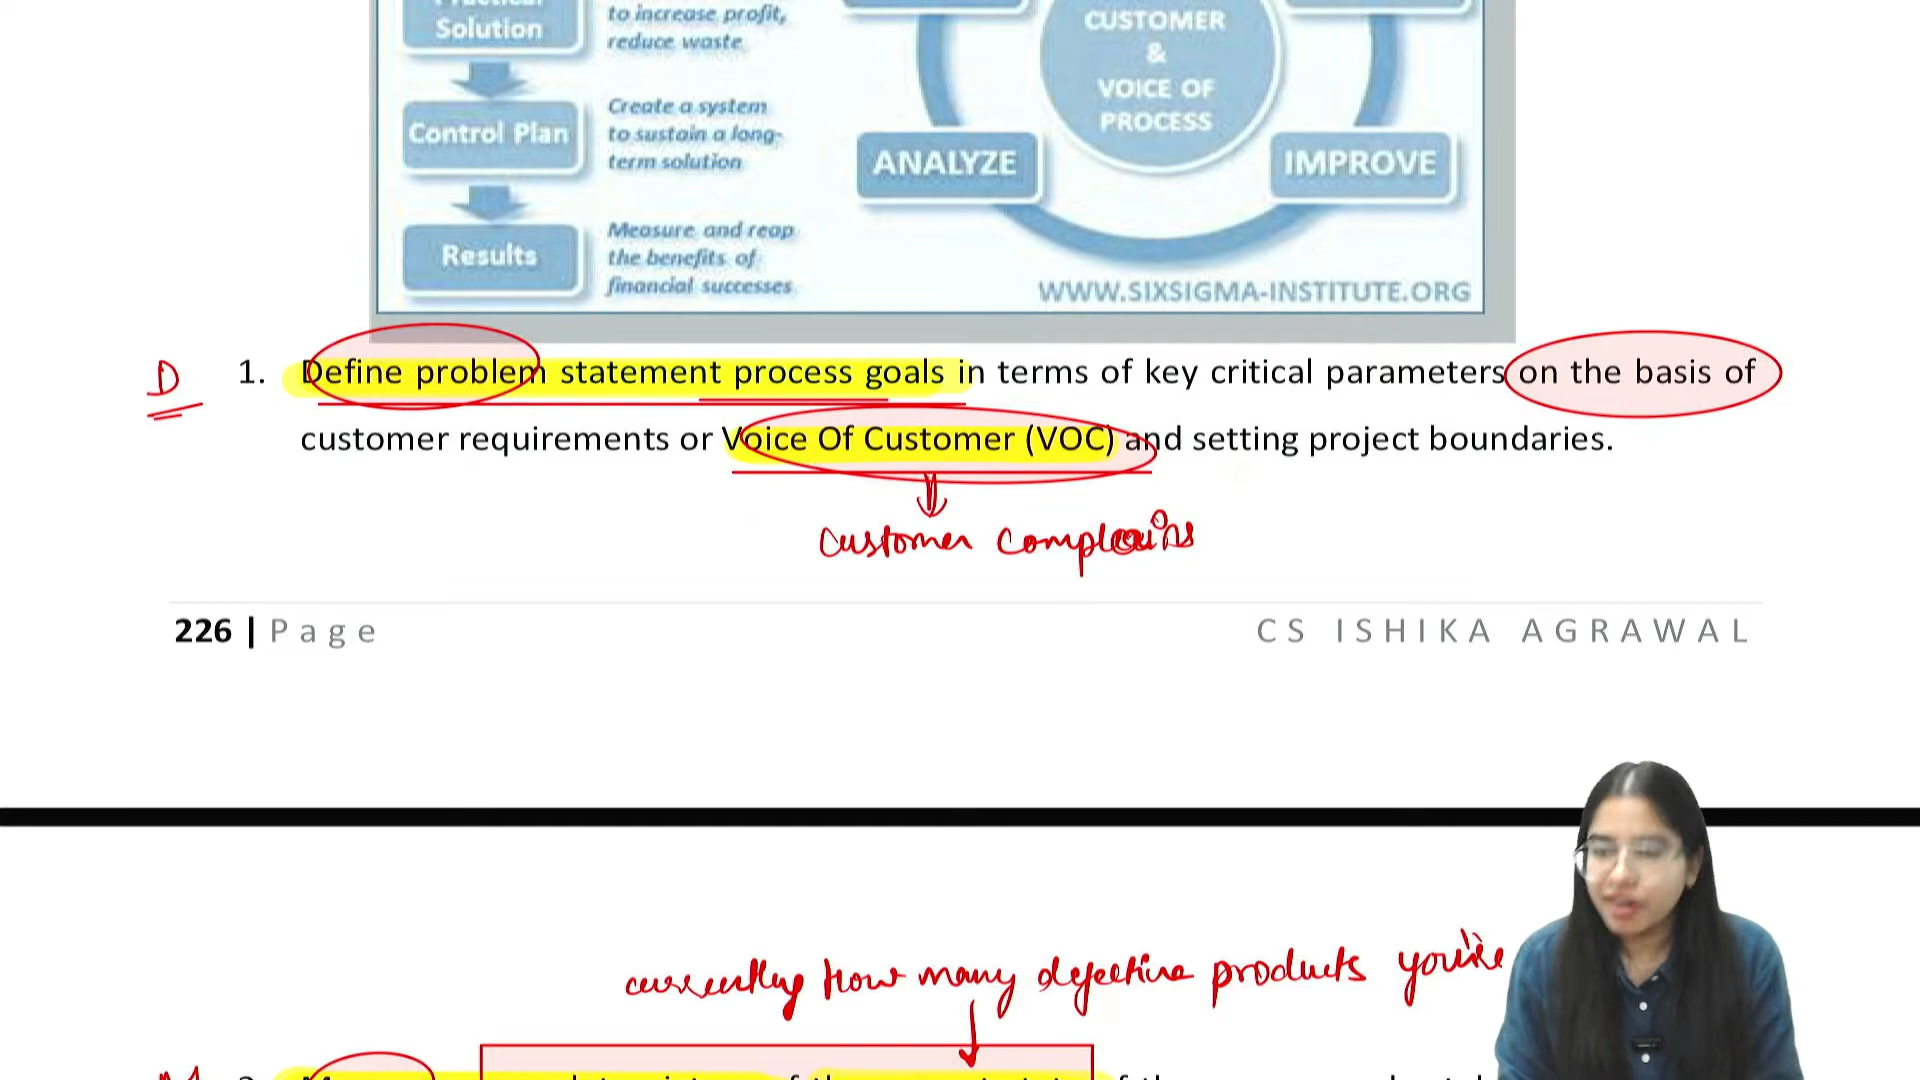 Solution
to increase profit,
reduce waste
Control Plan
Create a system
to sustain a long-
term solution
Results
Measure and reap
the benefits of
financial successes
CUSTOMER
&
VOICE OF
PROCESS
ANALYZE
IMPROVE
WWW.SIXSIGMA-INSTITUTE.ORG
D
1. Define problem statement process goals in terms of key critical parameters on the basis of
customer requirements or Voice Of Customer (VOC) and setting project boundaries.
Customer
226 | Page
CS ISHIKA AGRAWAL
currently how many defective products you're